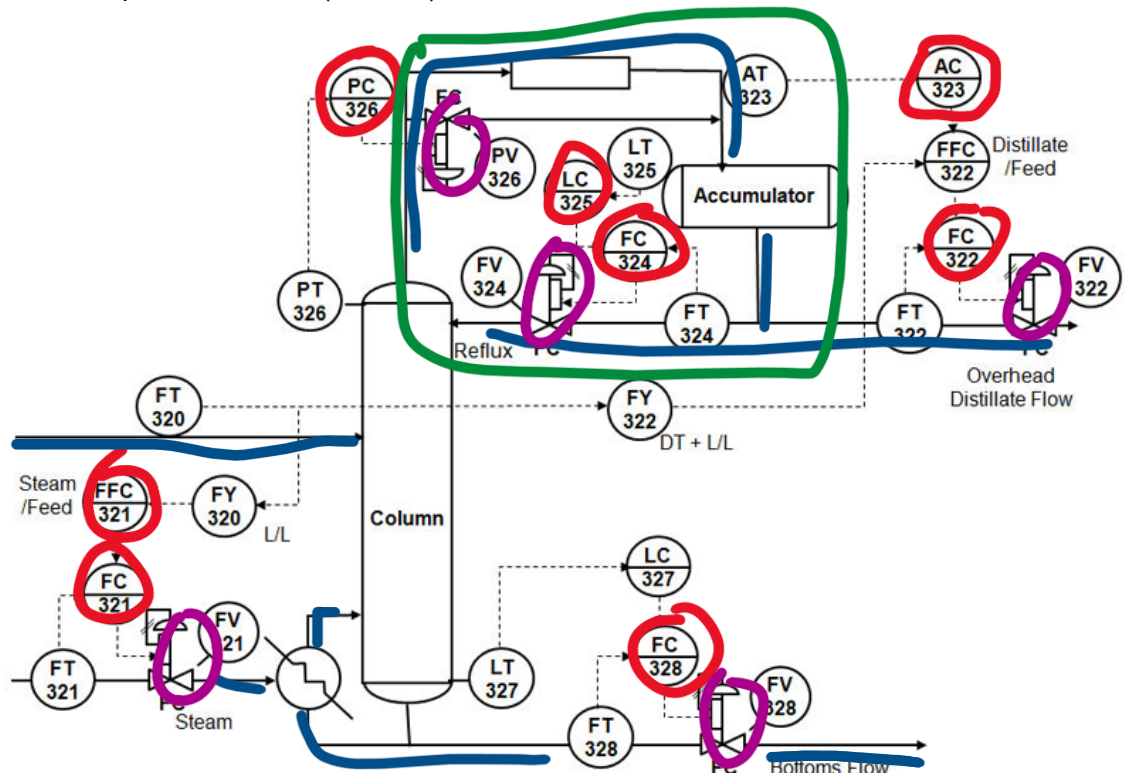 PC
326
FC
PV
326
AT
323
AC
323
LT
325
LC
325
Accumulator
FFC
322
Distillate
/Feed
FC
324
FC
322
FV
324
FV
322
PT
326
FT
324
FT
322
FC
FC
Reflux
Overhead
Distillate Flow
FT
320
FY
322
DT + L/L
Steam
/Feed
FFC
321
FY
320
L/L
Column
FC
321
LC
327
FV
321
FC
328
FT
321
FC
Steam
LT
327
FV
328
FT
328
FC
Bottoms Flow